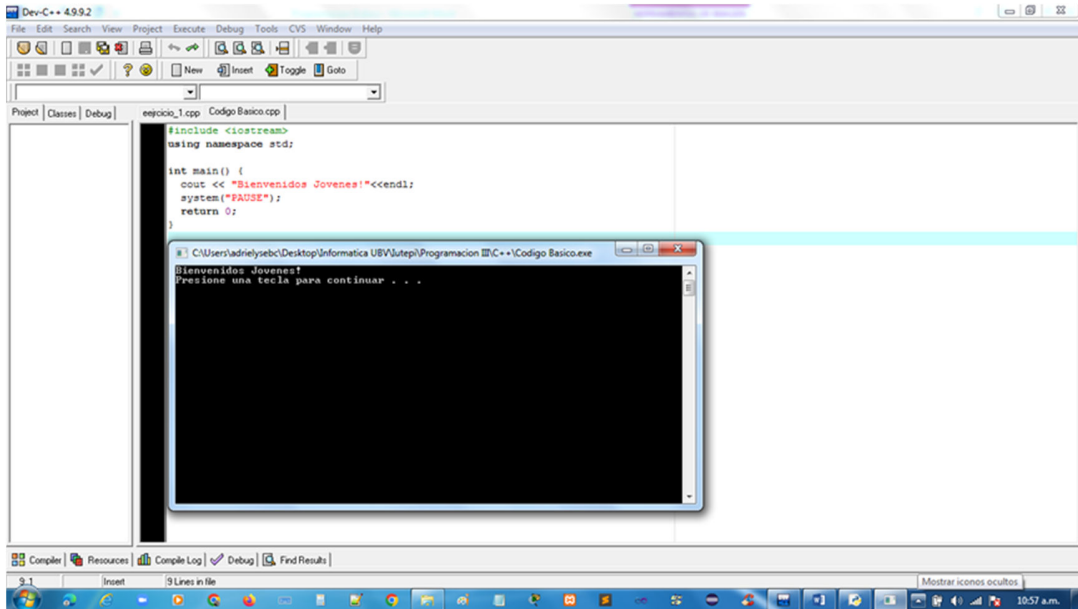 Dev-C++ 4.9.9.2
File Edit Search View Project Execute Debug Tools CVS Window Help
New Insert Toggle Goto
Project Classes Debug
eejrcicio_1.cpp Codigo Basico.cpp
#include <iostream>
using namespace std;
int main() {
cout << "Bienvenidos Jovenes!"<<endl;
system("PAUSE");
return 0;
}
C:\Users\adrielysebc\Desktop\Informatica UBV\Iutepi\Programacion III\C++\Codigo Basico.exe
Bienvenidos Jovenes!
Presione una tecla para continuar . . .
Compiler Resources Compile Log Debug Find Results
9: 1 Insert 9 Lines in file
Mostrar iconos ocultos
10:57 a.m.